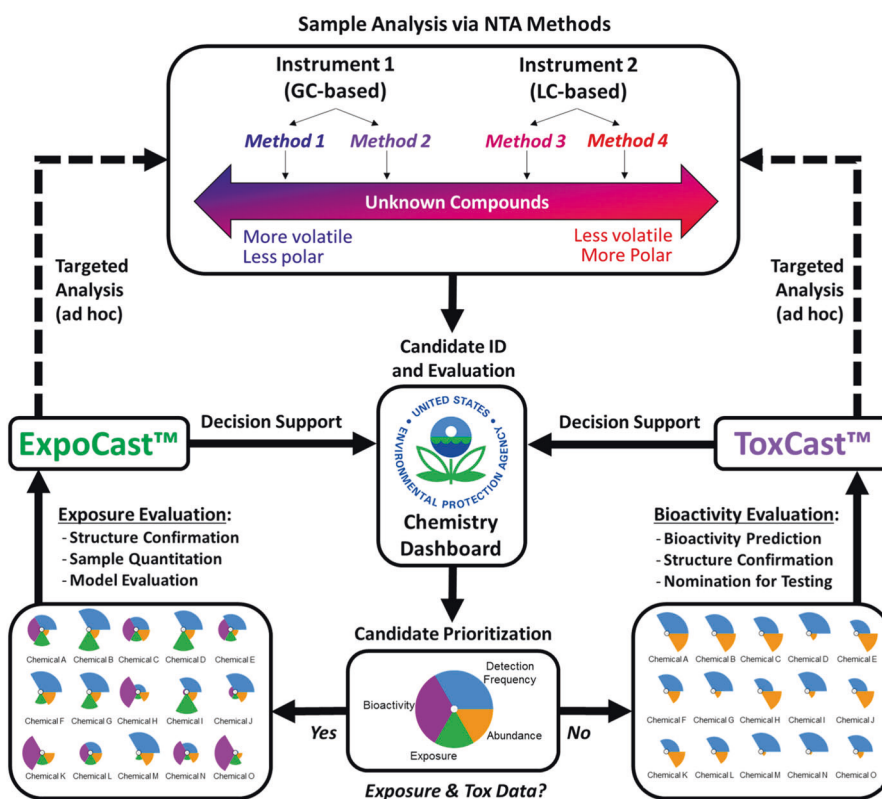 Sample Analysis via NTA Methods
Instrument 1
(GC-based)
Instrument 2
(LC-based)
Method 1
Method 2
Method 3
Method 4
Unknown Compounds
More volatile
Less polar
Less volatile
More Polar
Targeted
Analysis
(ad hoc)
Targeted
Analysis
(ad hoc)
Candidate ID
and Evaluation
ExpoCast™
Decision Support
UNITED STATES
ENVIRONMENTAL PROTECTION AGENCY
Chemistry
Dashboard
Decision Support
ToxCast™
Exposure Evaluation:
- Structure Confirmation
- Sample Quantitation
- Model Evaluation
Bioactivity Evaluation:
- Bioactivity Prediction
- Structure Confirmation
- Nomination for Testing
Chemical A Chemical B Chemical C Chemical D Chemical E
Chemical F Chemical G Chemical H Chemical I Chemical J
Chemical K Chemical L Chemical M Chemical N Chemical O
Candidate Prioritization
Detection
Frequency
Bioactivity
Abundance
Exposure
Yes
No
Exposure & Tox Data?
Chemical A Chemical B Chemical C Chemical D Chemical E
Chemical F Chemical G Chemical H Chemical I Chemical J
Chemical K Chemical L Chemical M Chemical N Chemical O